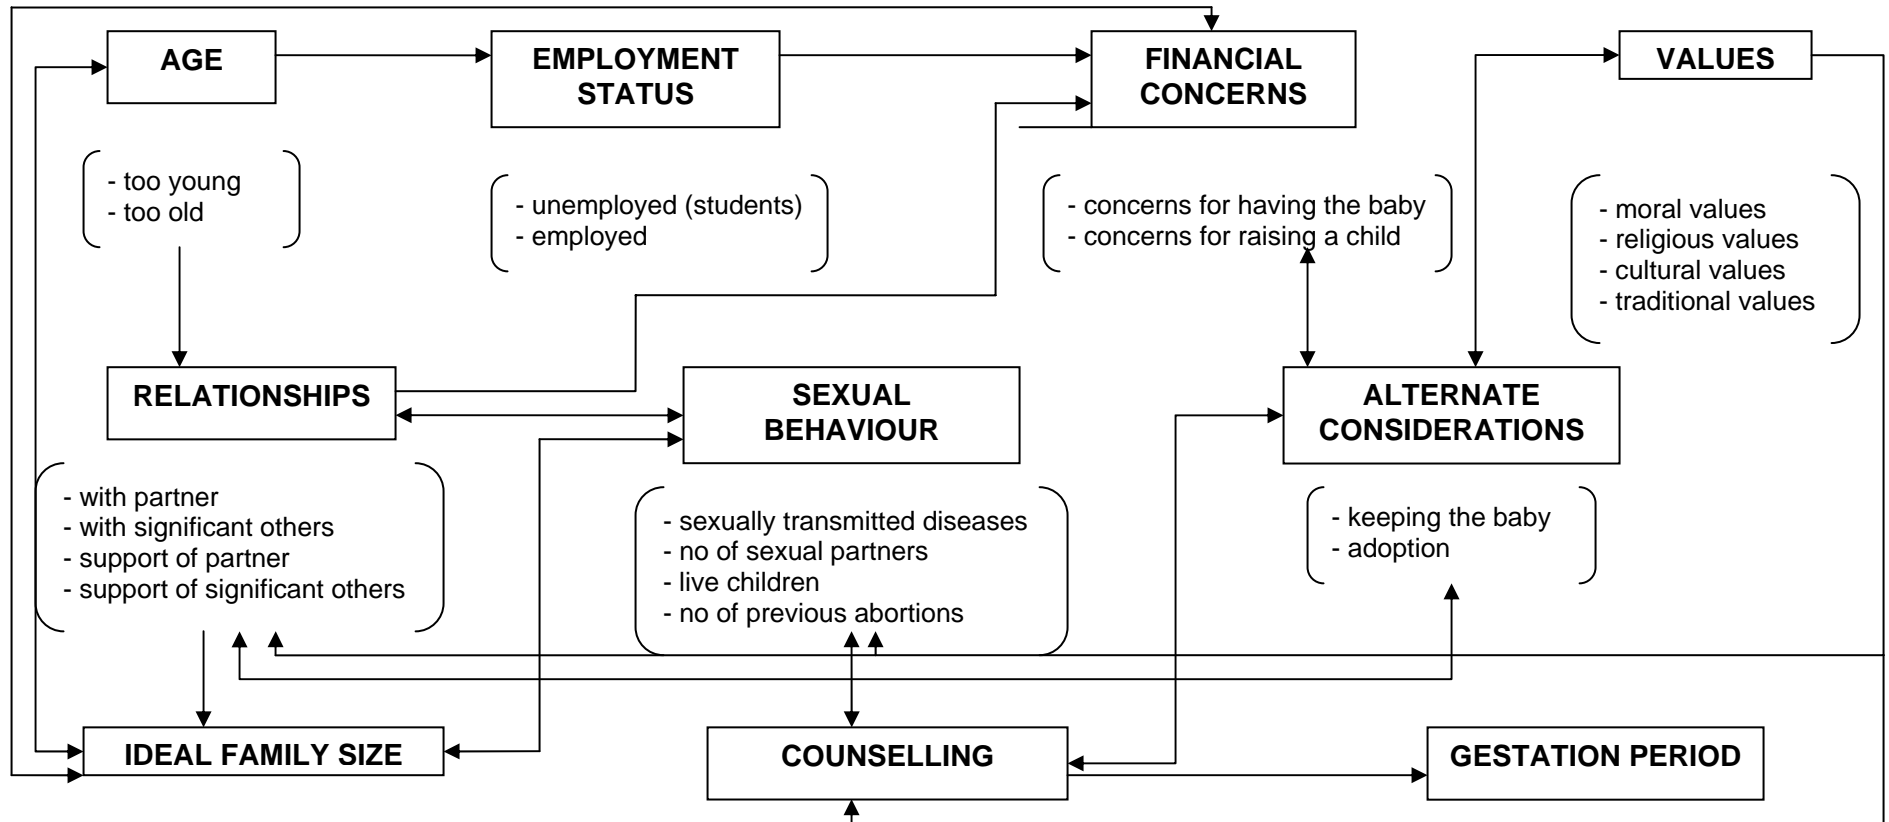 AGE
EMPLOYMENT
STATUS
FINANCIAL
CONCERNS
VALUES
- too young
- too old
- unemployed (students)
- employed
- concerns for having the baby
- concerns for raising a child
- moral values
- religious values
- cultural values
- traditional values
RELATIONSHIPS
SEXUAL
BEHAVIOUR
ALTERNATE
CONSIDERATIONS
- with partner
- with significant others
- support of partner
- support of significant others
- sexually transmitted diseases
- no of sexual partners
- live children
- no of previous abortions
- keeping the baby
- adoption
IDEAL FAMILY SIZE
COUNSELLING
GESTATION PERIOD